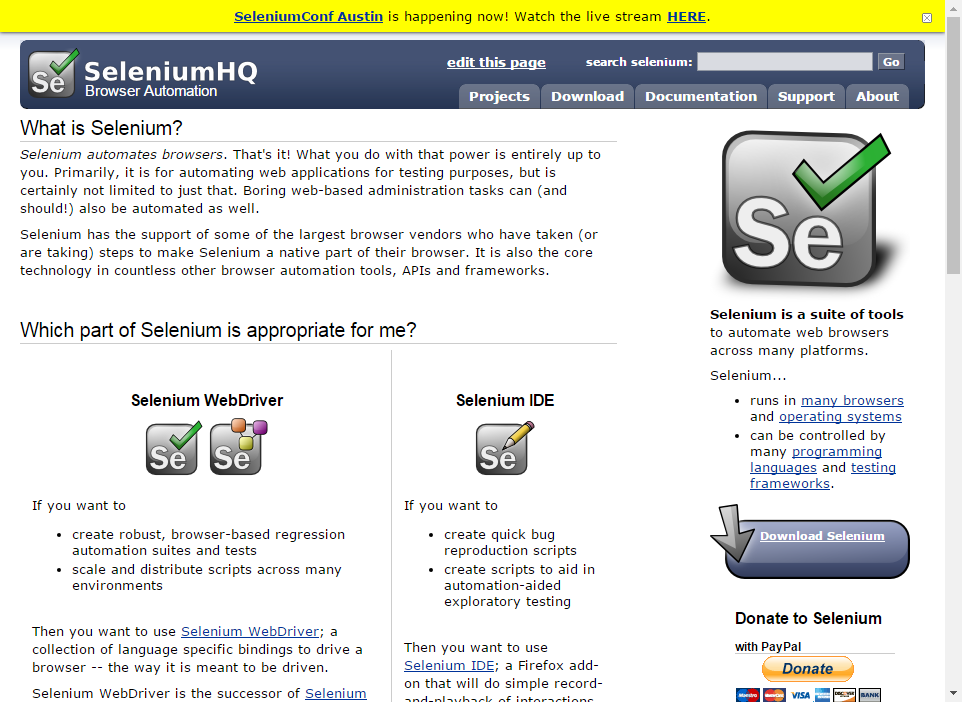 SeleniumConf Austin is happening now! Watch the live stream HERE.
Se
SeleniumHQ
Browser Automation
edit this page
search selenium:
Go
Projects
Download
Documentation
Support
About
What is Selenium?
Selenium automates browsers. That's it! What you do with that power is entirely up to
you. Primarily, it is for automating web applications for testing purposes, but is
certainly not limited to just that. Boring web-based administration tasks can (and
should!) also be automated as well.
Selenium has the support of some of the largest browser vendors who have taken (or
are taking) steps to make Selenium a native part of their browser. It is also the core
technology in countless other browser automation tools, APIs and frameworks.
Which part of Selenium is appropriate for me?
Selenium WebDriver
Se
Se
If you want to
• create robust, browser-based regression
automation suites and tests
• scale and distribute scripts across many
environments
Then you want to use Selenium WebDriver; a
collection of language specific bindings to drive a
browser -- the way it is meant to be driven.
Selenium WebDriver is the successor of Selenium
Selenium IDE
Se
If you want to
• create quick bug
reproduction scripts
• create scripts to aid in
automation-aided
exploratory testing
Then you want to use
Selenium IDE; a Firefox add-
on that will do simple record-
and-playback of interactions
Se
Selenium is a suite of tools
to automate web browsers
across many platforms.
Selenium...
• runs in many browsers
and operating systems
• can be controlled by
many programming
languages and testing
frameworks.
Download Selenium
Donate to Selenium
with PayPal
Donate
Maestro
MasterCard
VISA
DISCOVER
BANK